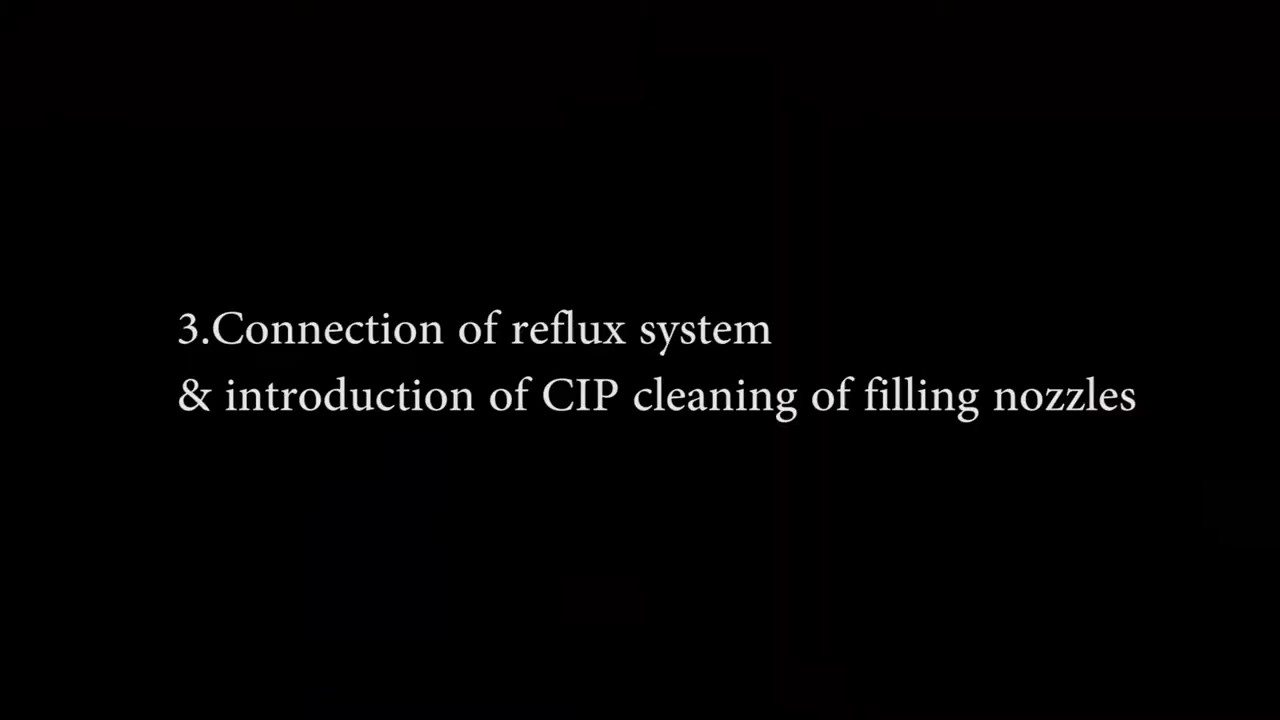 3.Connection of reflux system
& introduction of CIP cleaning of filling nozzles